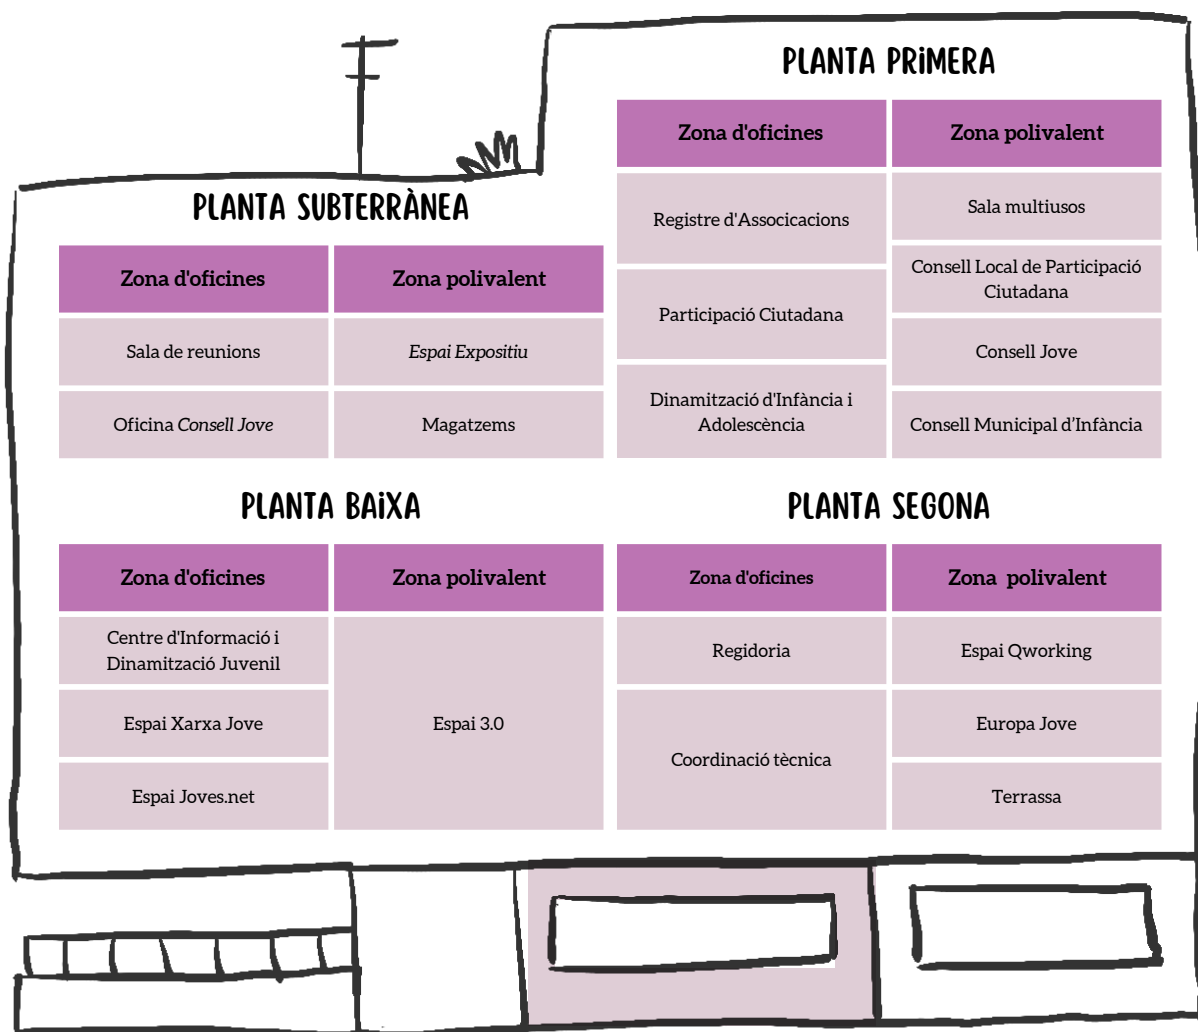 PLANTA SUBTERRÀNEA
Zona d'oficines
Zona polivalent
Sala de reunions
Espai Expositiu
Oficina Consell Jove
Magatzems
PLANTA PRiMERA
Zona d'oficines
Zona polivalent
Registre d'Associcacions
Participació Ciutadana
Dinamització d'Infància i
Adolescència
Sala multiusos
Consell Local de Participació
Ciutadana
Consell Jove
Consell Municipal d’Infància
PLANTA BAiXA
Zona d'oficines
Zona polivalent
Centre d'Informació i
Dinamització Juvenil
Espai Xarxa Jove
Espai Joves.net
Espai 3.0
PLANTA SEGONA
Zona d'oficines
Zona polivalent
Regidoria
Coordinació tècnica
Espai Qworking
Europa Jove
Terrassa